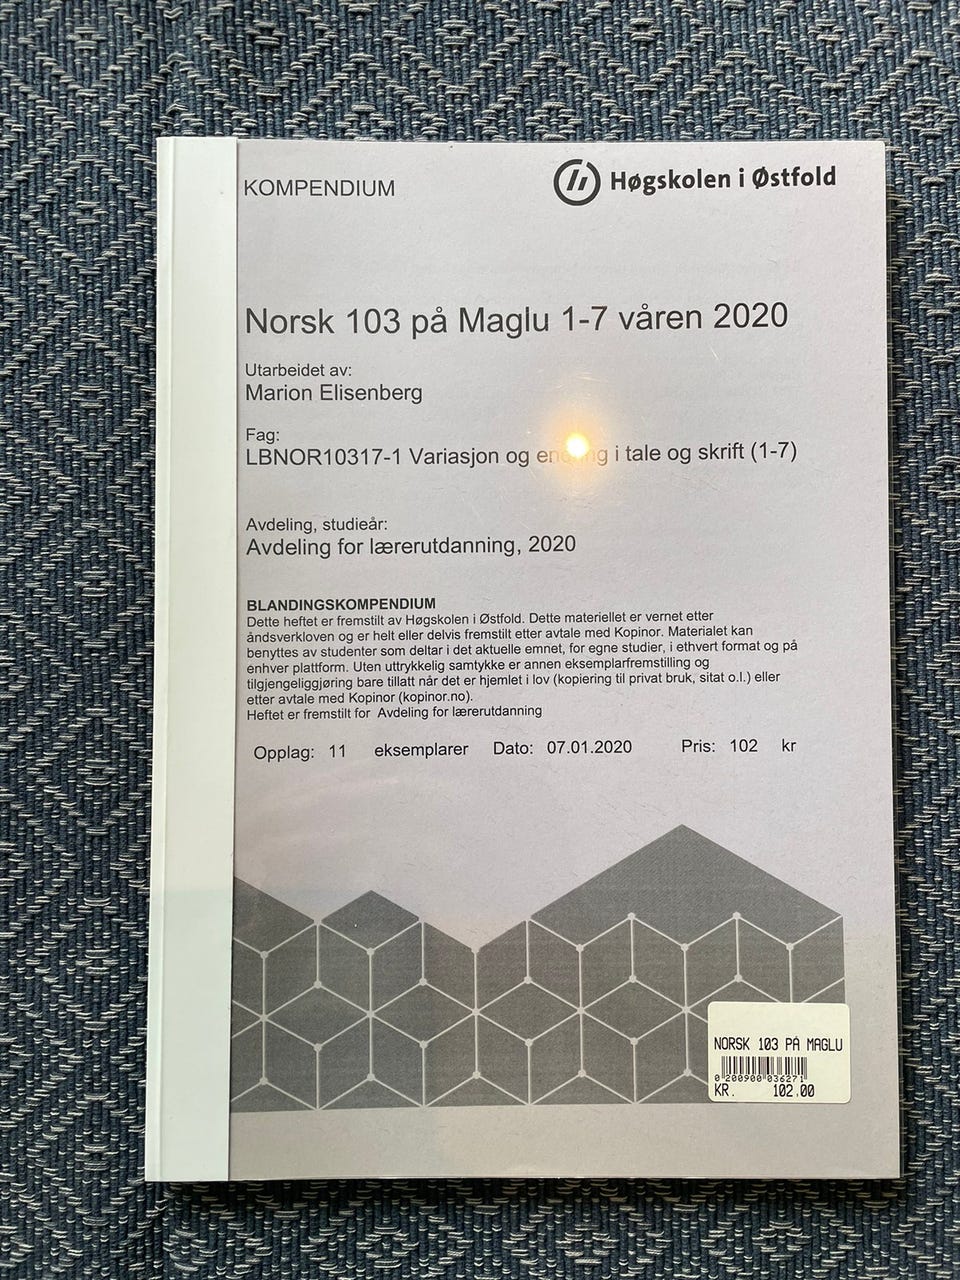 KOMPENDIUM
Høgskolen i Østfold
Norsk 103 på Maglu 1-7 våren 2020
Utarbeidet av:
Marion Elisenberg
Fag:
LBNOR10317-1 Variasjon og endring i tale og skrift (1-7)
Avdeling, studieår:
Avdeling for lærerutdanning, 2020
BLANDINGSKOMPENDIUM
Dette heftet er fremstilt av Høgskolen i Østfold. Dette materiellet er vernet etter
åndsverkloven og er helt eller delvis fremstilt etter avtale med Kopinor. Materialet kan
benyttes av studenter som deltar i det aktuelle emnet, for egne studier, i ethvert format og på
enhver plattform. Uten uttrykkelig samtykke er annen eksemplarfremstilling og
tilgjengeliggjøring bare tillatt når det er hjemlet i lov (kopiering til privat bruk, sitat o.l.) eller
etter avtale med Kopinor (kopinor.no).
Heftet er fremstilt for Avdeling for lærerutdanning
Opplag: 11 eksemplarer Dato: 07.01.2020 Pris: 102 kr
NORSK 103 PÅ MAGLU
0 200900 036271
KR. 102.00